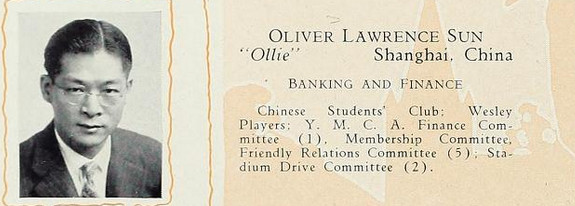 OLIVER LAWRENCE SUN
"Ollie" Shanghai, China
BANKING AND FINANCE
Chinese Students' Club; Wesley
Players; Y. M. C. A. Finance Com-
mittee (1), Membership Committee,
Friendly Relations Committee (5); Sta-
dium Drive Committee (2).